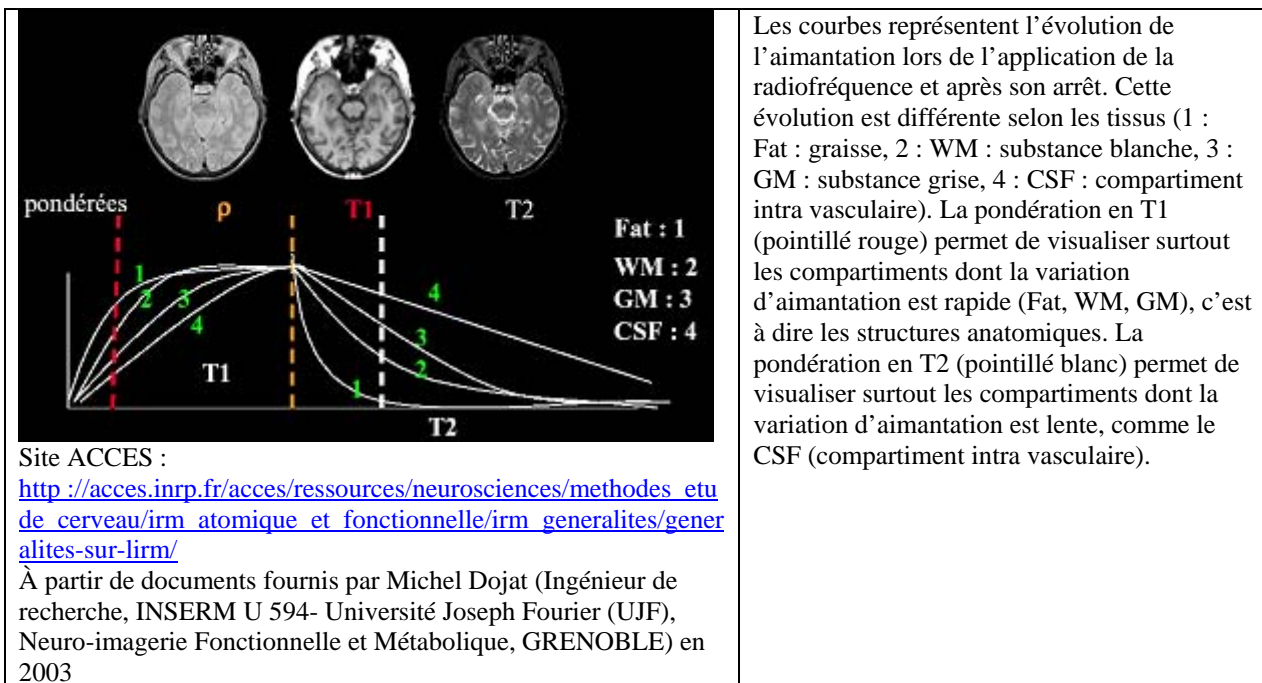 pondérées
ρ
T1
T2
Fat : 1
WM : 2
GM : 3
CSF : 4
1
2
3
4
T1
4
3
2
1
T2
Site ACCES :
http ://acces.inrp.fr/acces/ressources/neurosciences/methodes_etu
de_cerveau/irm_atomique_et_fonctionnelle/irm_generalites/gener
alites-sur-lirm/
À partir de documents fournis par Michel Dojat (Ingénieur de
recherche, INSERM U 594- Université Joseph Fourier (UJF),
Neuro-imagerie Fonctionnelle et Métabolique, GRENOBLE) en
2003
Les courbes représentent l’évolution de
l’aimantation lors de l’application de la
radiofréquence et après son arrêt. Cette
évolution est différente selon les tissus (1 :
Fat : graisse, 2 : WM : substance blanche, 3 :
GM : substance grise, 4 : CSF : compartiment
intra vasculaire). La pondération en T1
(pointillé rouge) permet de visualiser surtout
les compartiments dont la variation
d’aimantation est rapide (Fat, WM, GM), c’est
à dire les structures anatomiques. La
pondération en T2 (pointillé blanc) permet de
visualiser surtout les compartiments dont la
variation d’aimantation est lente, comme le
CSF (compartiment intra vasculaire).